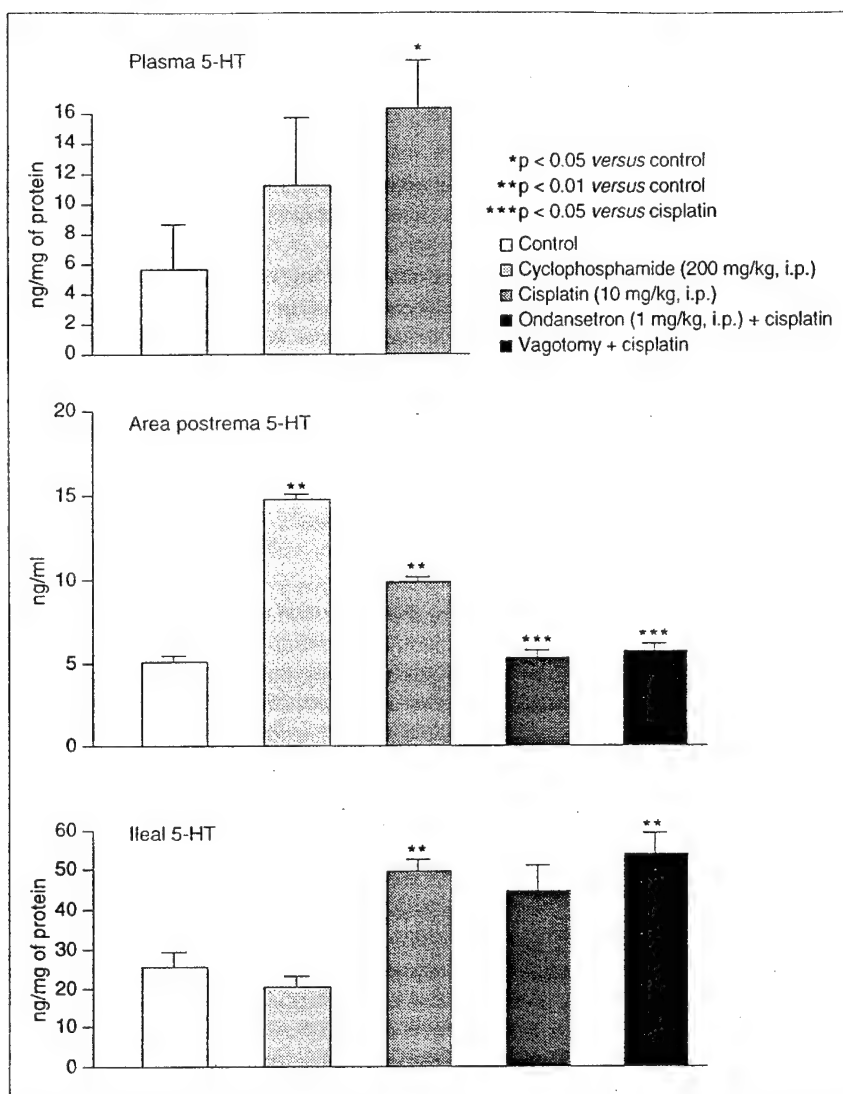 Plasma 5-HT
*
16
14
12
10
8
6
4
2
0
ng/mg of protein
*p < 0.05 versus control
**p < 0.01 versus control
***p < 0.05 versus cisplatin
Control
Cyclophosphamide (200 mg/kg, i.p.)
Cisplatin (10 mg/kg, i.p.)
Ondansetron (1 mg/kg, i.p.) + cisplatin
Vagotomy + cisplatin
Area postrema 5-HT
20
15
10
5
0
ng/ml
**
**
***
***
Ileal 5-HT
60
50
40
30
20
10
0
ng/mg of protein
**
**